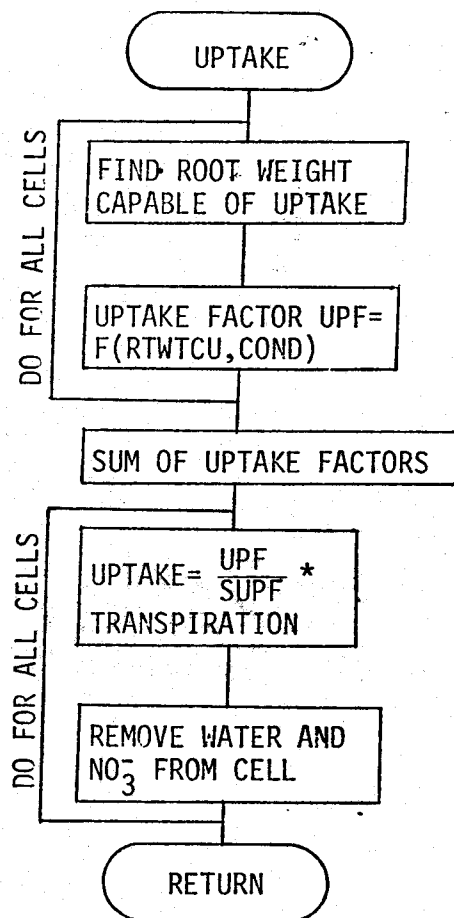 UPTAKE
DO FOR ALL CELLS
FIND ROOT WEIGHT
CAPABLE OF UPTAKE
UPTAKE FACTOR UPF=
F(RTWTCU,COND)
SUM OF UPTAKE FACTORS
DO FOR ALL CELLS
UPTAKE= UPF/SUPF *
TRANSPIRATION
REMOVE WATER AND
NO₃⁻ FROM CELL
RETURN